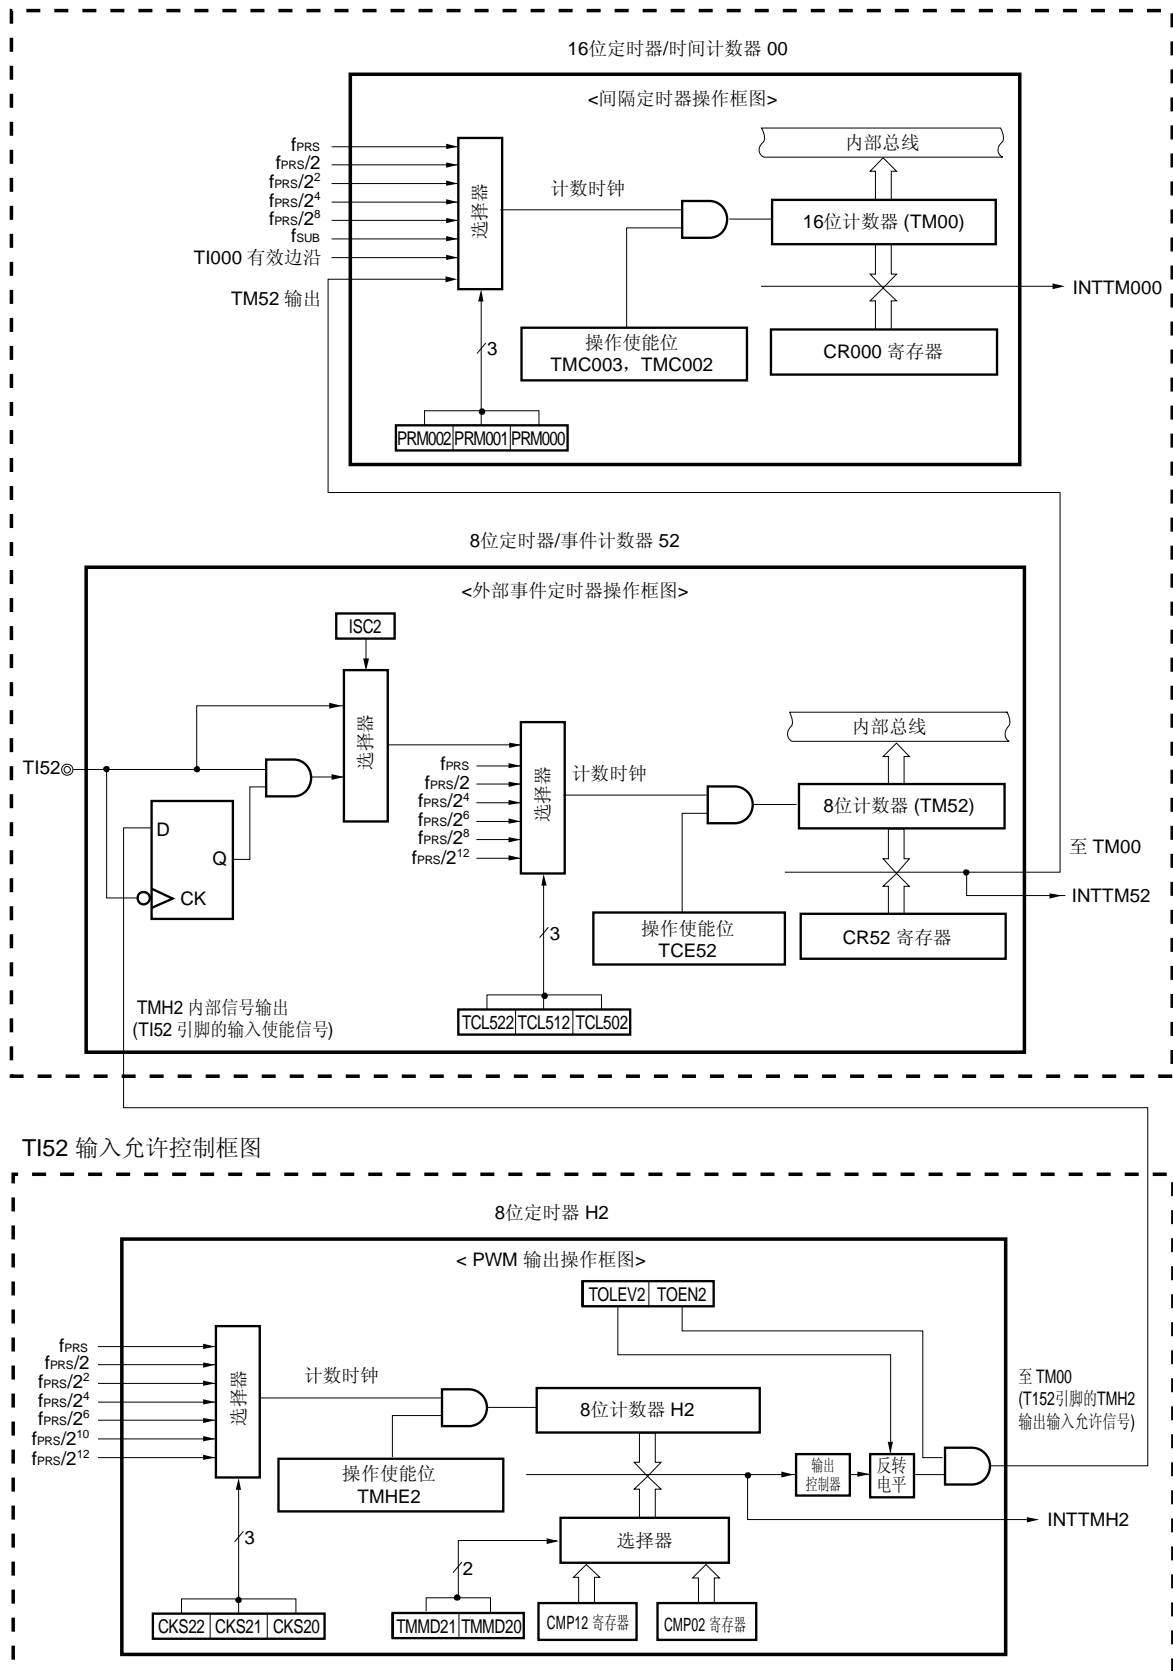 16位定时器/时间计数器 00
<间隔定时器操作框图>
内部总线
fPRS
fPRS/2
fPRS/2²
fPRS/2⁴
fPRS/2⁸
fSUB
TI000 有效边沿
TM52 输出
选择器
计数时钟
16位计数器 (TM00)
INTTM000
操作使能位
TMC003，TMC002
CR000 寄存器
3
PRM002 PRM001 PRM000
8位定时器/事件计数器 52
<外部事件定时器操作框图>
ISC2
选择器
内部总线
TI52
fPRS
fPRS/2
fPRS/2⁴
fPRS/2⁶
fPRS/2⁸
fPRS/2¹²
选择器
计数时钟
8位计数器 (TM52)
D
Q
CK
至 TM00
INTTM52
操作使能位
TCE52
CR52 寄存器
3
TMH2 内部信号输出
(TI52 引脚的输入使能信号)
TCL522 TCL512 TCL502
TI52 输入允许控制框图
8位定时器 H2
< PWM 输出操作框图>
TOLEV2 TOEN2
fPRS
fPRS/2
fPRS/2²
fPRS/2⁴
fPRS/2⁶
fPRS/2¹⁰
fPRS/2¹²
选择器
计数时钟
8位计数器 H2
至 TM00
(T152引脚的TMH2
输出输入允许信号)
操作使能位
TMHE2
输出
控制器
反转
电平
INTTMH2
选择器
3
2
CKS22 CKS21 CKS20
TMMD21 TMMD20
CMP12 寄存器
CMP02 寄存器